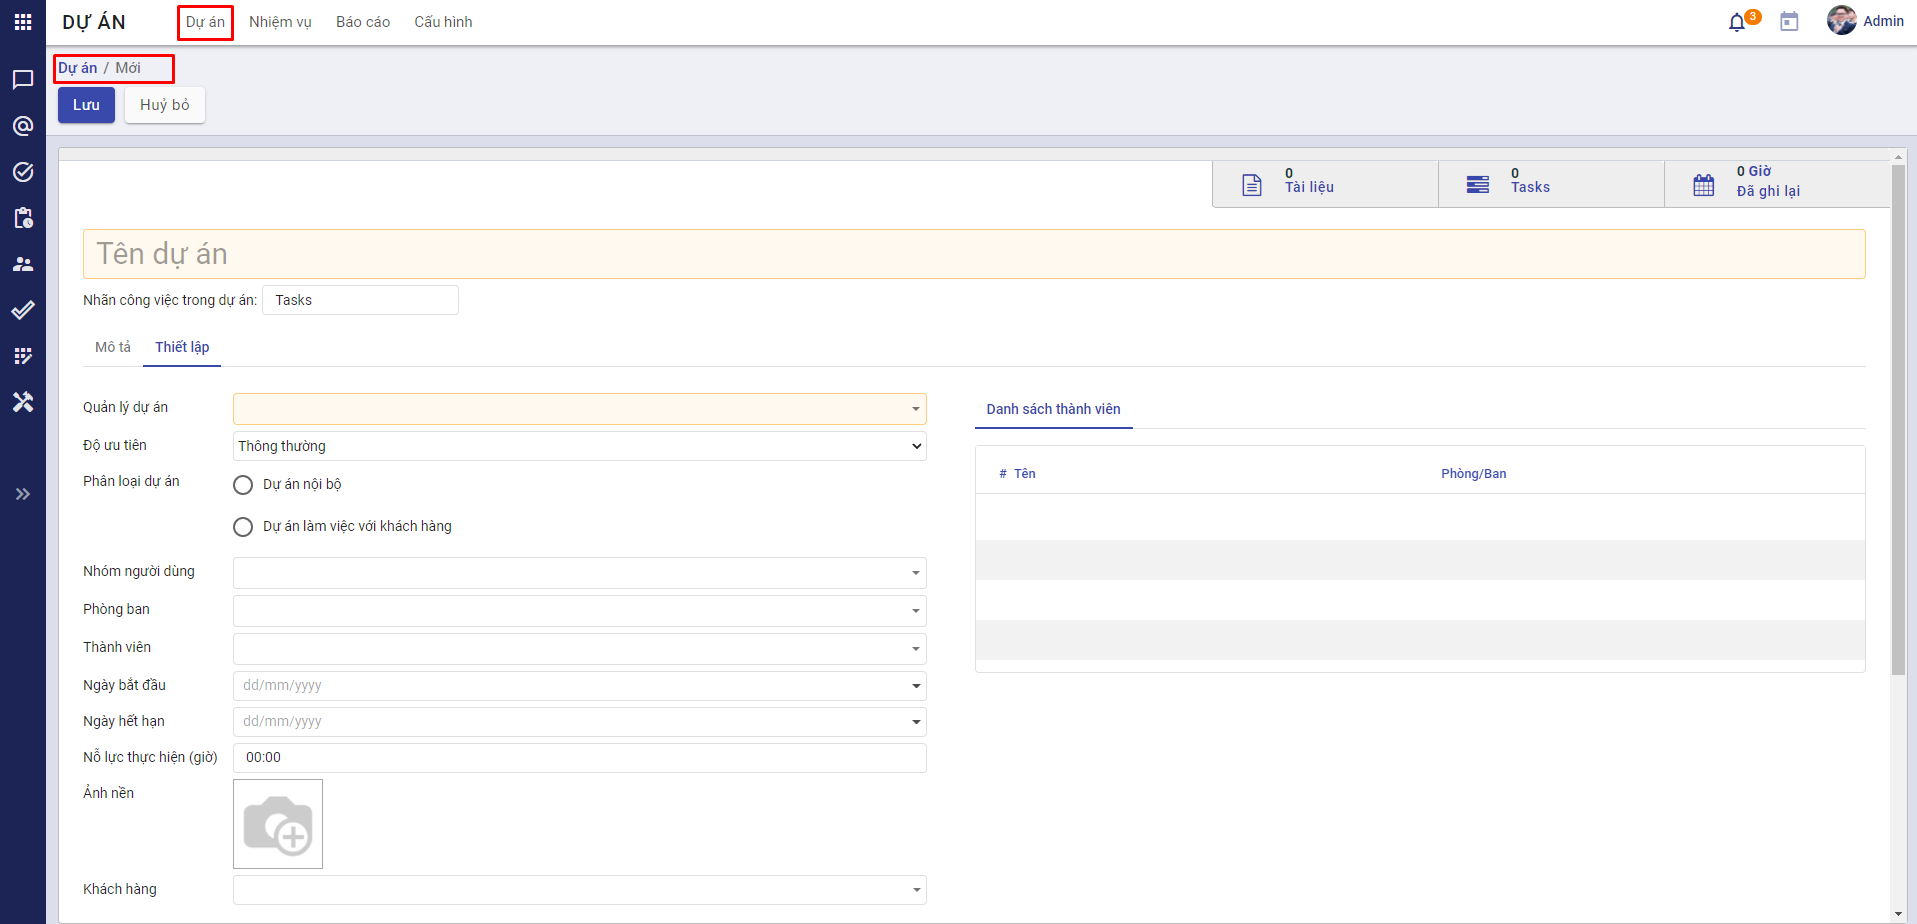 DỰ ÁN Dự án Nhiệm vụ Báo cáo Cấu hình 3 Admin
Dự án / Mới
Lưu Huỷ bỏ
0 Tài liệu
0 Tasks
0 Giờ Đã ghi lại
Tên dự án
Nhãn công việc trong dự án: Tasks
Mô tả Thiết lập
Quản lý dự án
Độ ưu tiên Thông thường
Phân loại dự án Dự án nội bộ
Dự án làm việc với khách hàng
Nhóm người dùng
Phòng ban
Thành viên
Ngày bắt đầu dd/mm/yyyy
Ngày hết hạn dd/mm/yyyy
Nỗ lực thực hiện (giờ) 00:00
Ảnh nền
Khách hàng
Danh sách thành viên
# Tên Phòng/Ban